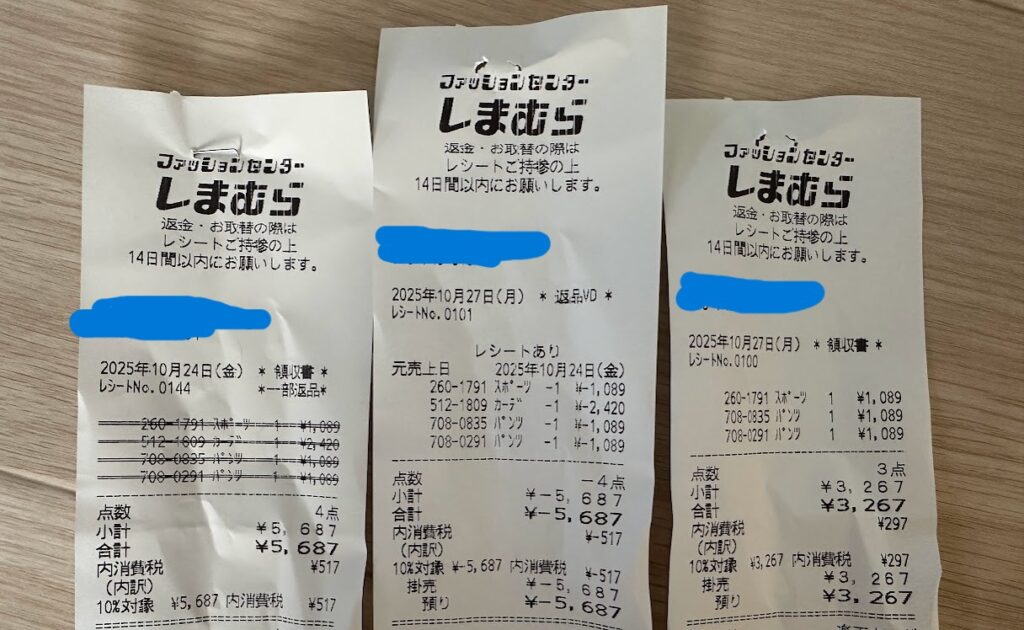 ファッションセンター
しまむら
返金・お取替の際は
レシートご持参の上
14日間以内にお願いします。
2025年10月24日(金) *領収書*
レシートNo.0144 *一部返品*
260-1791 スポーツ 1 ¥1,089
512-1809 カーデ 1 ¥2,420
708-0835 パンツ 1 ¥1,089
708-0291 パンツ 1 ¥1,089
点数 4点
小計 ¥5,687
合計 ¥5,687
内消費税 ¥517
(内訳)
10%対象 ¥5,687 内消費税 ¥517
ファッションセンター
しまむら
返金・お取替の際は
レシートご持参の上
14日間以内にお願いします。
2025年10月27日(月) * 返品VD *
レシートNo.0101
レシートあり
元売上日 2025年10月24日(金)
260-1791 スポーツ -1 ¥-1,089
512-1809 カーデ -1 ¥-2,420
708-0835 パンツ -1 ¥-1,089
708-0291 パンツ -1 ¥-1,089
点数 -4点
小計 ¥-5,687
合計 ¥-5,687
内消費税 ¥-517
(内訳)
10%対象 ¥-5,687 内消費税 ¥-517
掛売 ¥-5,687
預り ¥-5,687
ファッションセンター
しまむら
返金・お取替の際は
レシートご持参の上
14日間以内にお願いします。
2025年10月27日(月) *領収書*
レシートNo.0100
260-1791 スポーツ 1 ¥1,089
708-0835 パンツ 1 ¥1,089
708-0291 パンツ 1 ¥1,089
点数 3点
小計 ¥3,267
合計 ¥3,267
内消費税 ¥297
(内訳)
10%対象 ¥3,267 内消費税 ¥297
掛売 ¥3,267
預り ¥3,267